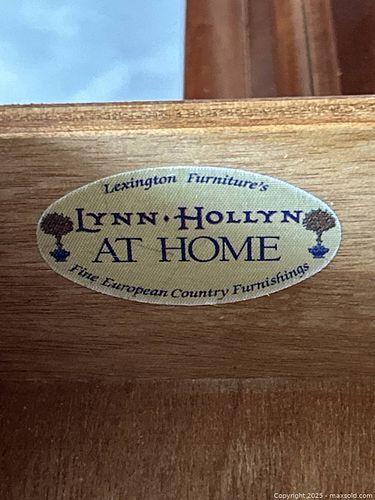 Lexington Furniture's
LYNN·HOLLYN
AT HOME
Fine European Country Furnishings
Copyright 2025 - maxsold.com